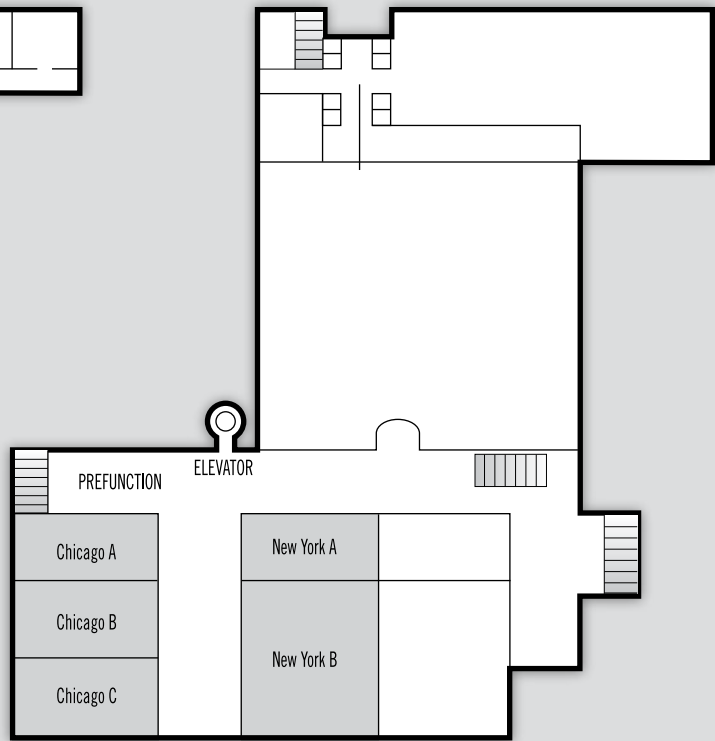 ELEVATOR
PREFUNCTION
Chicago A
New York A
Chicago B
New York B
Chicago C